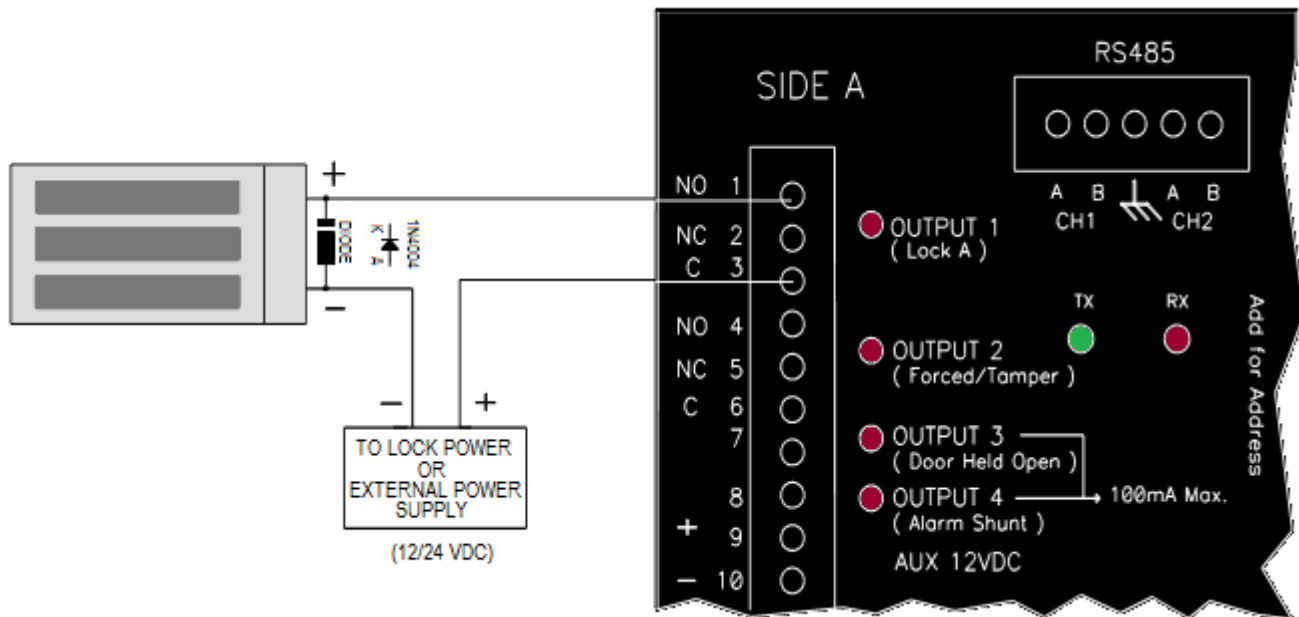 +
DIODE
K A
1N4004
−
− +
TO LOCK POWER
OR
EXTERNAL POWER
SUPPLY
(12/24 VDC)
SIDE A
NO 1
NC 2
C 3
NO 4
NC 5
C 6
7
8
+ 9
− 10
OUTPUT 1
( Lock A )
OUTPUT 2
( Forced/Tamper )
OUTPUT 3
( Door Held Open )
OUTPUT 4
100mA Max.
( Alarm Shunt )
AUX 12VDC
RS485
A B A B
CH1 CH2
TX RX
Add for Address